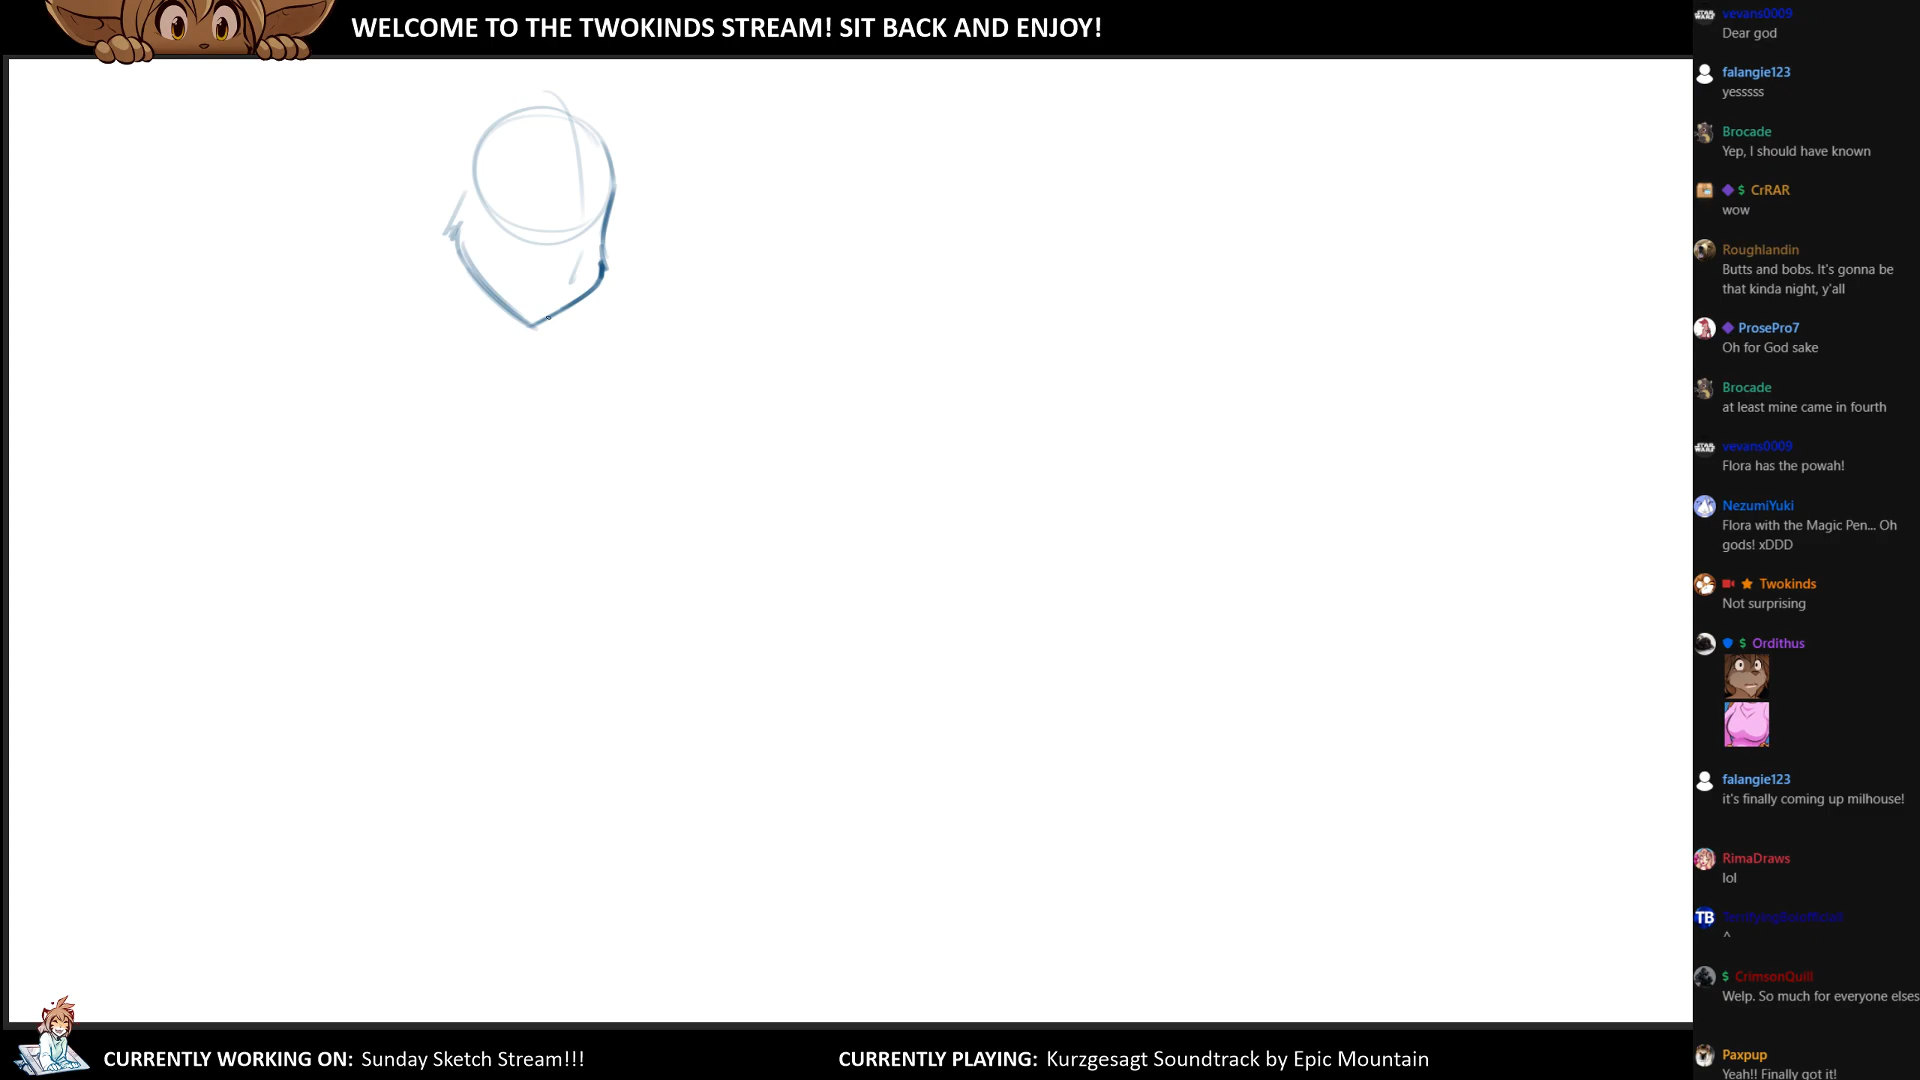 WELCOME TO THE TWOKINDS STREAM! SIT BACK AND ENJOY!
vevans0009
Dear god
falangie123
yesssss
Brocade
Yep, I should have known
$ CrRAR
wow
Roughlandin
Butts and bobs. It's gonna be
that kinda night, y'all
ProsePro7
Oh for God sake
Brocade
at least mine came in fourth
vevans0009
Flora has the powah!
NezumiYuki
Flora with the Magic Pen... Oh
gods! xDDD
Twokinds
Not surprising
$ Ordithus
falangie123
it's finally coming up milhouse!
RimaDraws
lol
TB
^
$ CrimsonQuill
Welp. So much for everyone elses
Paxpup
Yeah!! Finally got it!
CURRENTLY WORKING ON: Sunday Sketch Stream!!!
CURRENTLY PLAYING: Kurzgesagt Soundtrack by Epic Mountain